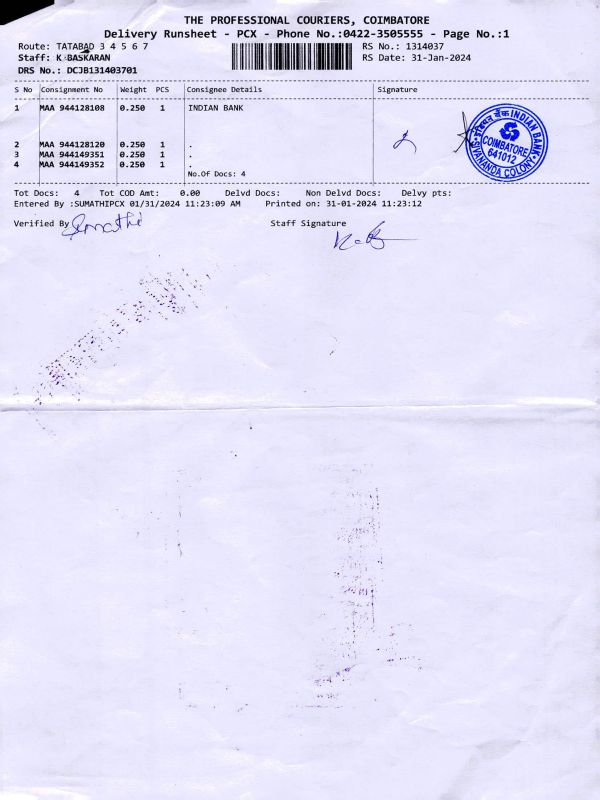 THE PROFESSIONAL COURIERS, COIMBATORE
Delivery Runsheet - PCX - Phone No.:0422-3505555 - Page No.:1
Route: TATABAD 3 4 5 6 7
RS No.: 1314037
Staff: K BASKARAN
RS Date: 31-Jan-2024
DRS No.: DCJB131403701
S No Consignment No Weight PCS Consignee Details Signature
1 MAA 944128108 0.250 1 INDIAN BANK
2 MAA 944128120 0.250 1 .
3 MAA 944149351 0.250 1 .
4 MAA 944149352 0.250 1 .
No.Of Docs: 4
इंडियन बैंक INDIAN BANK
COIMBATORE
641012
SIVANANDA COLONY
Tot Docs: 4 Tot COD Amt: 0.00 Delvd Docs: Non Delvd Docs: Delvy pts:
Entered By :SUMATHIPCX 01/31/2024 11:23:09 AM Printed on: 31-01-2024 11:23:12
Verified By Sumathi
Staff Signature